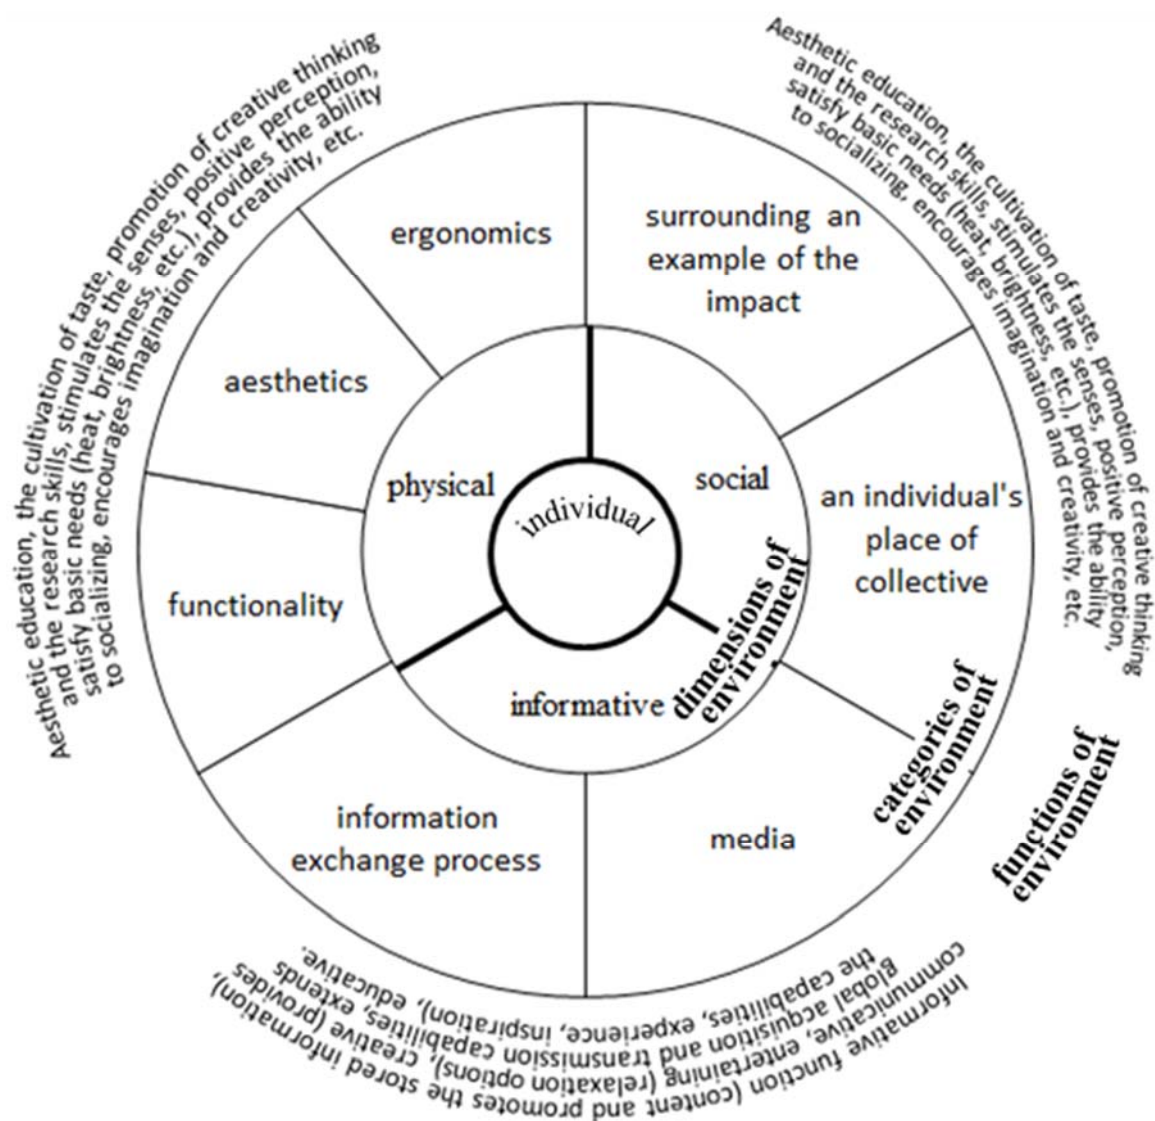 Aesthetic education, the cultivation of taste, promotion of creative thinking
and the research skills, stimulates the senses, positive perception,
satisfy basic needs (heat, brightness, etc.), provides the ability
to socializing, encourages imagination and creativity, etc.
Aesthetic education, the cultivation of taste, promotion of creative thinking
and the research skills, stimulates the senses, positive perception,
satisfy basic needs (heat, brightness, etc.), provides the ability
to socializing, encourages imagination and creativity, etc.
ergonomics
surrounding an
example of the
impact
aesthetics
physical
individual
social
an individual's
place of
collective
functionality
informative
dimensions of
environment
categories of
environment
functions of
environment
information
exchange process
media
Informative function (content and promotes the stored information),
communicative, entertaining (relaxation options), creative (provides
global acquisition and transmission capabilities, extends
the capabilities, experience, inspiration), educative.